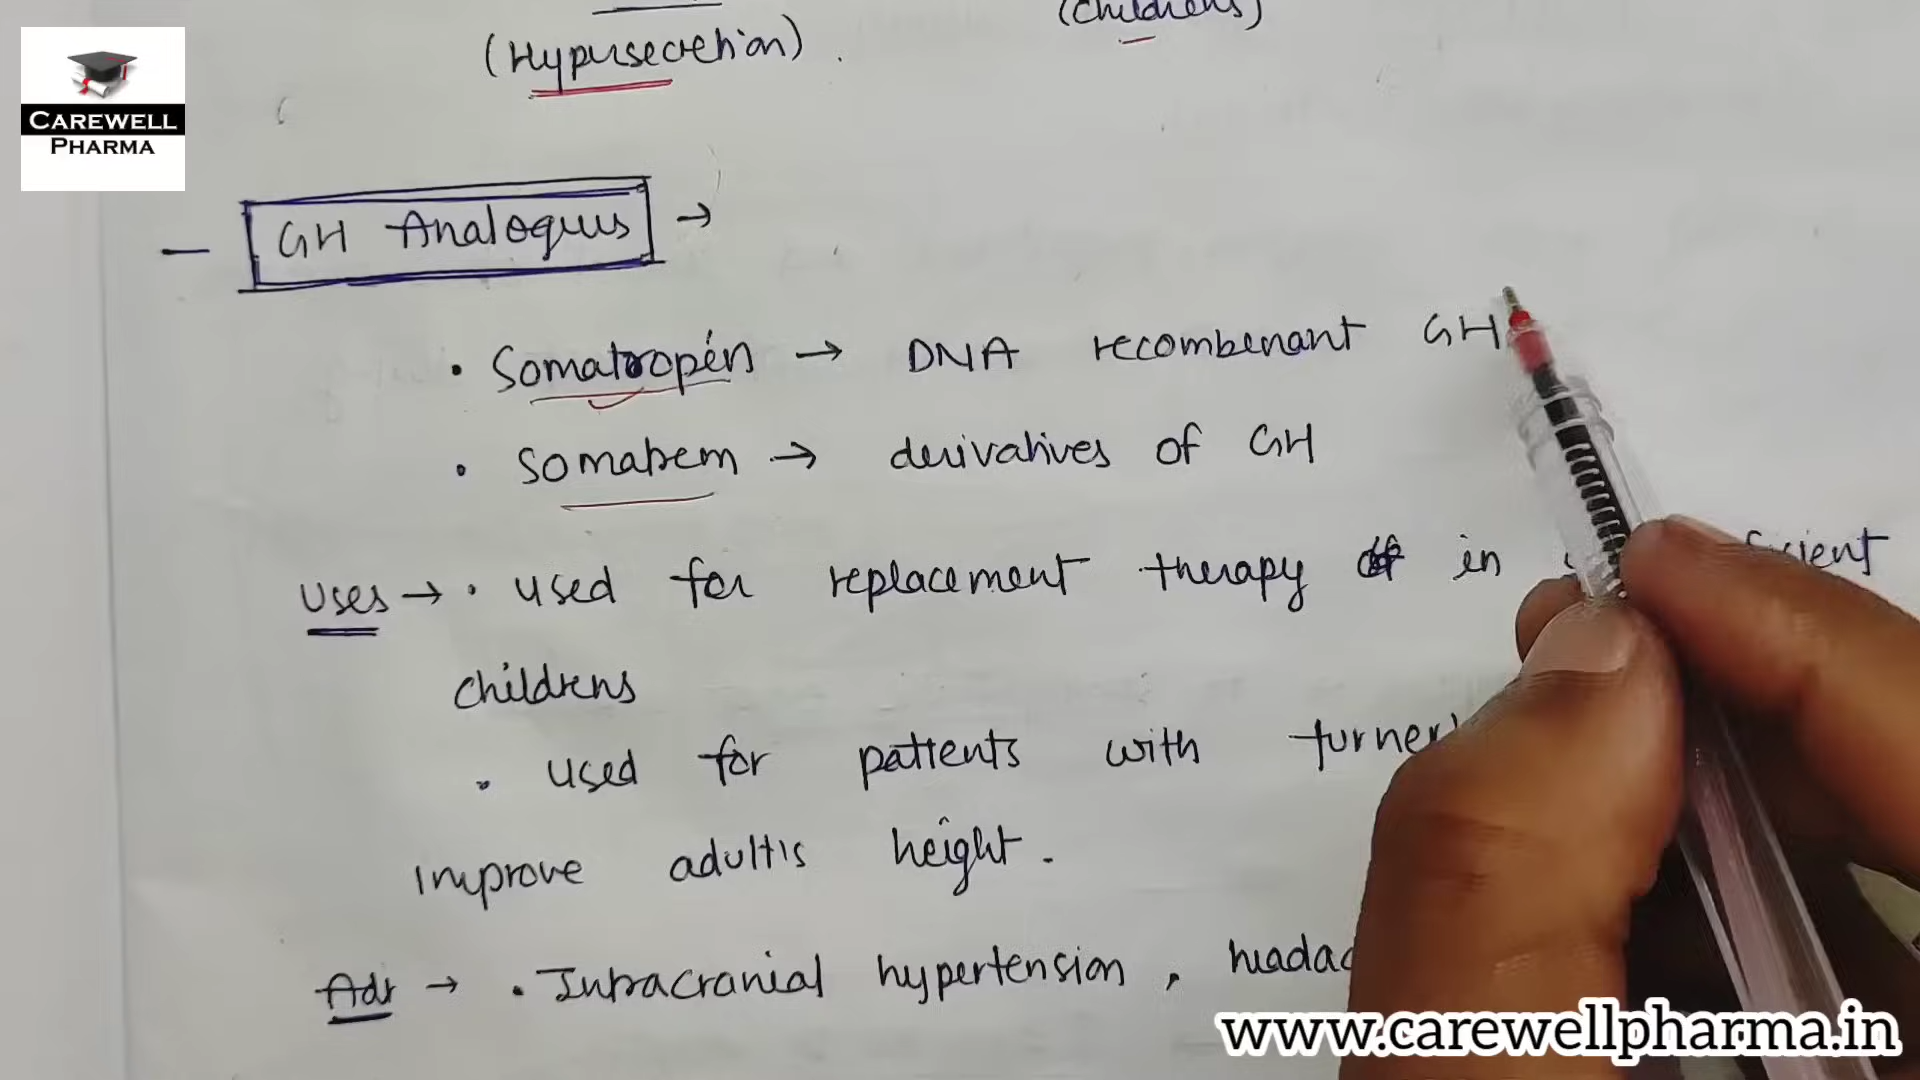 (Childrens)
(Hypersecretion) .
CAREWELL
PHARMA
- GH Analogues →
• Somatropin → DNA recombenant GH
• Somatrem → derivatives of GH
Uses → • used for replacement therapy in
childrens
• used for patients with turner
improve adult's height .
Adr → • Intracranial hypertension ,
www.carewellpharma.in